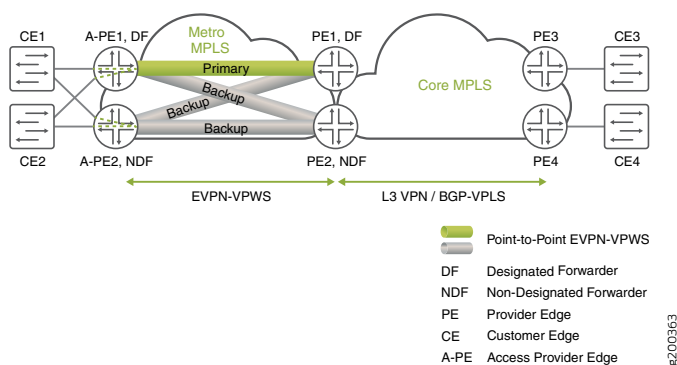 CE1
A-PE1, DF
Metro
MPLS
PE1, DF
PE3
CE3
Primary
Core MPLS
Backup
Backup
Backup
CE2
A-PE2, NDF
PE2, NDF
PE4
CE4
EVPN-VPWS
L3 VPN / BGP-VPLS
Point-to-Point EVPN-VPWS
DF Designated Forwarder
NDF Non-Designated Forwarder
PE Provider Edge
CE Customer Edge
A-PE Access Provider Edge
g200363